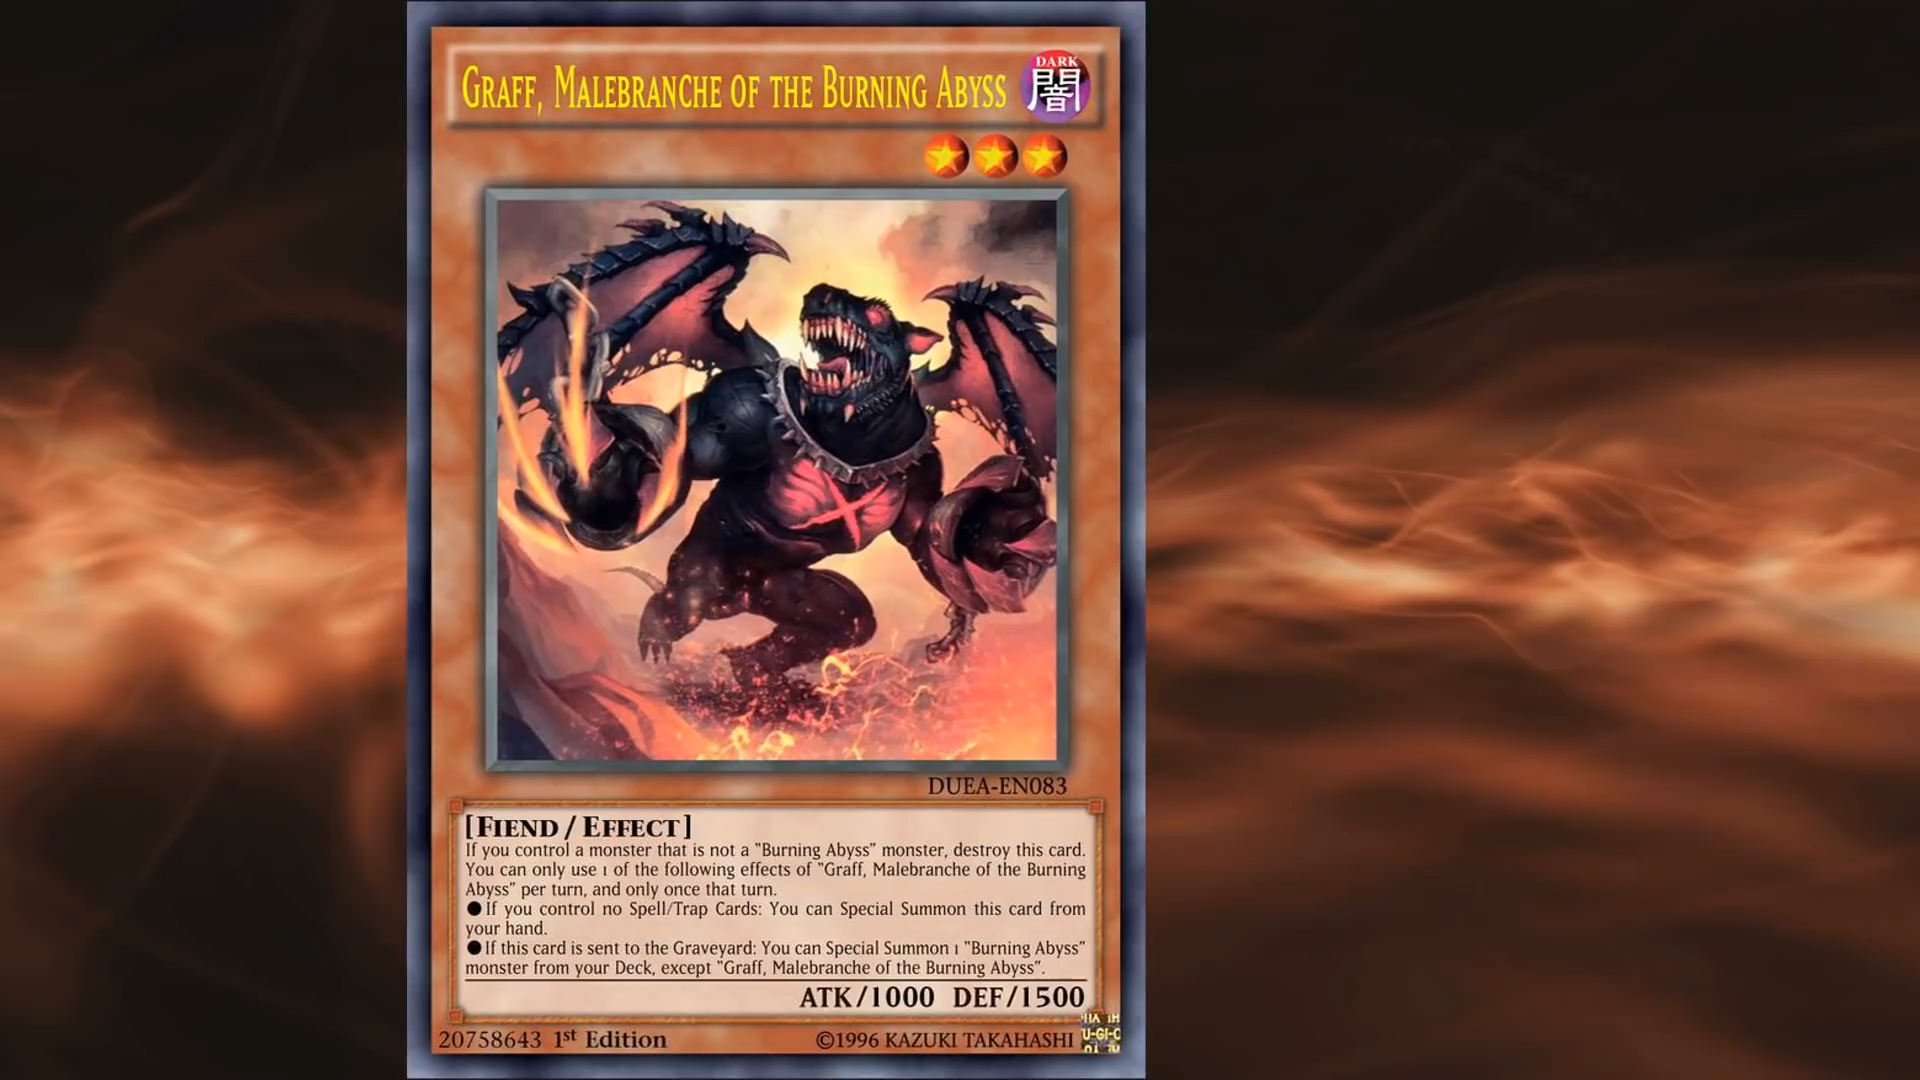 Graff, Malebranche of the Burning Abyss
DARK
闇
DUEA-EN083
[Fiend / Effect]
If you control a monster that is not a “Burning Abyss” monster, destroy this card.
You can only use 1 of the following effects of “Graff, Malebranche of the Burning
Abyss” per turn, and only once that turn.
●If you control no Spell/Trap Cards: You can Special Summon this card from
your hand.
●If this card is sent to the Graveyard: You can Special Summon 1 “Burning Abyss”
monster from your Deck, except “Graff, Malebranche of the Burning Abyss”.
ATK/1000 DEF/1500
20758643 1st Edition
©1996 KAZUKI TAKAHASHI